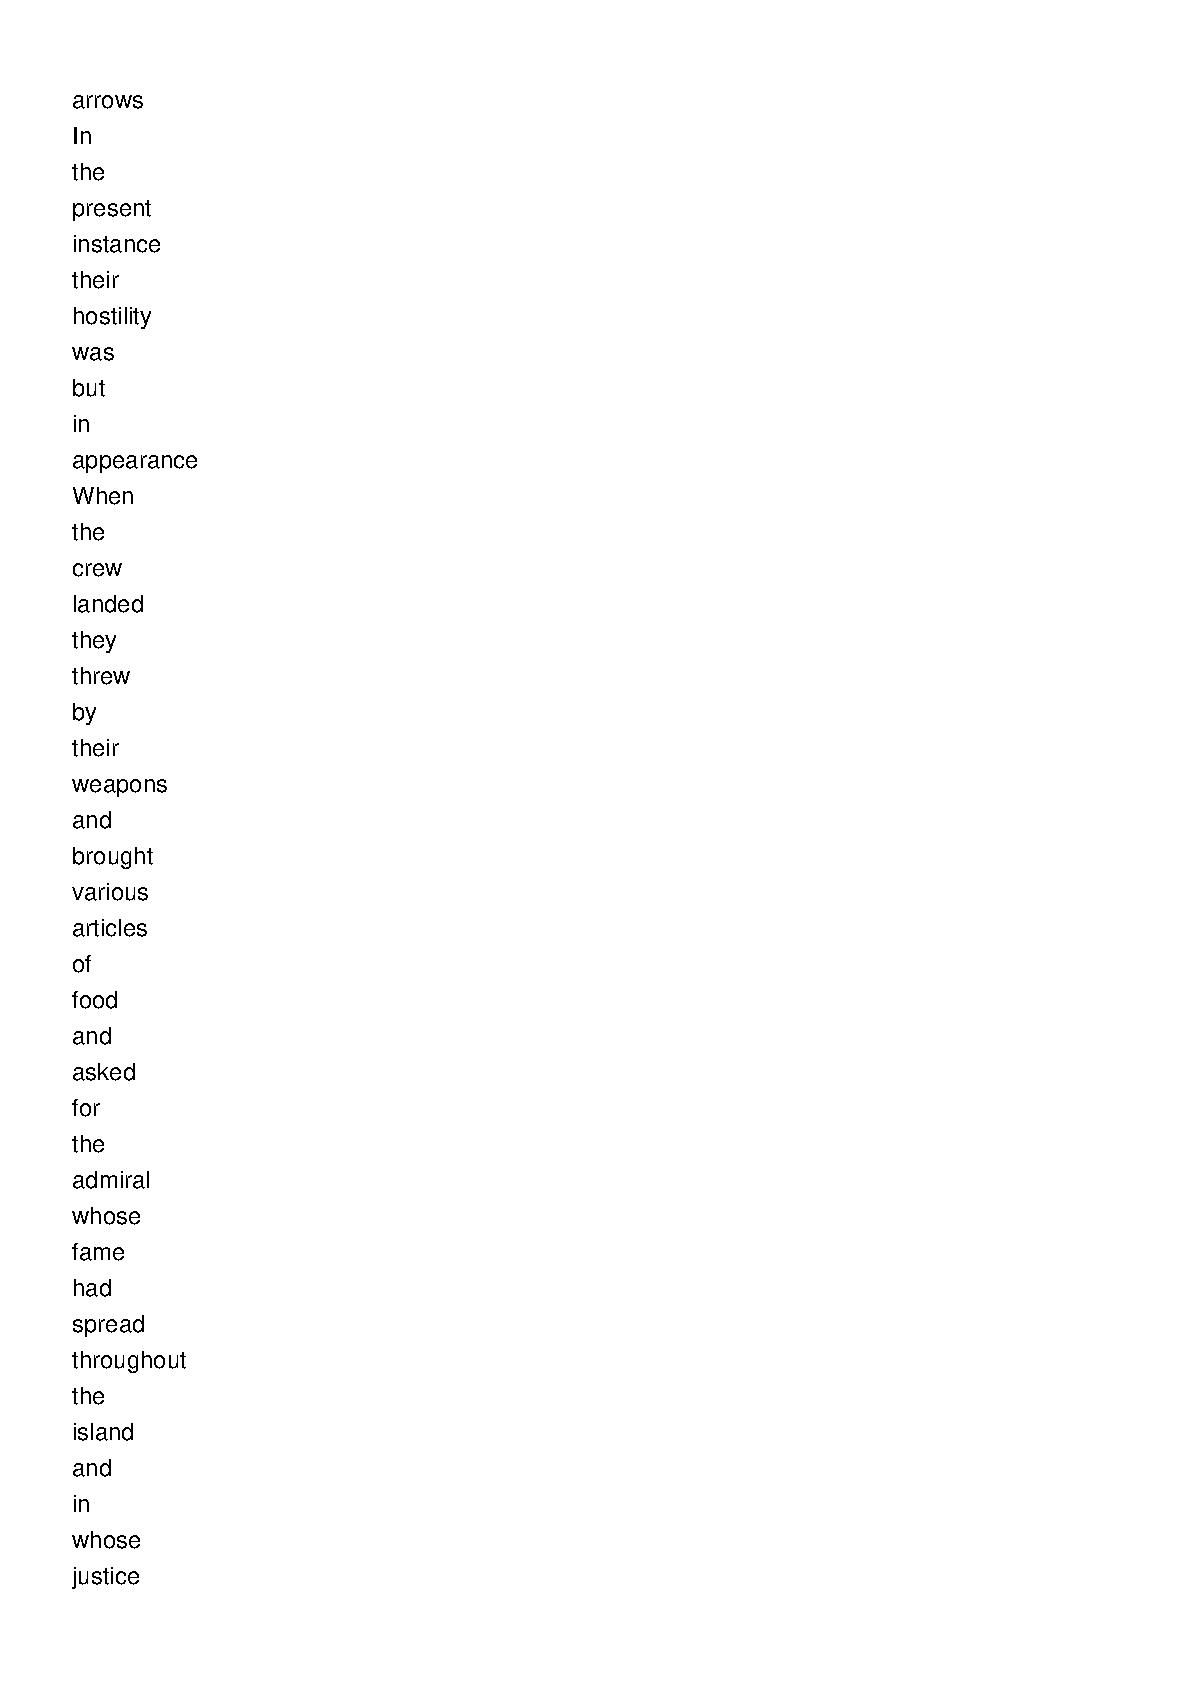 arrows
In
the
present
instance
their
hostility
was
but
in
appearance
When
the
crew
landed
they
threw
by
their
weapons
and
brought
various
articles
of
food
and
asked
for
the
admiral
whose
fame
had
spread
throughout
the
island
and
in
whose
justice